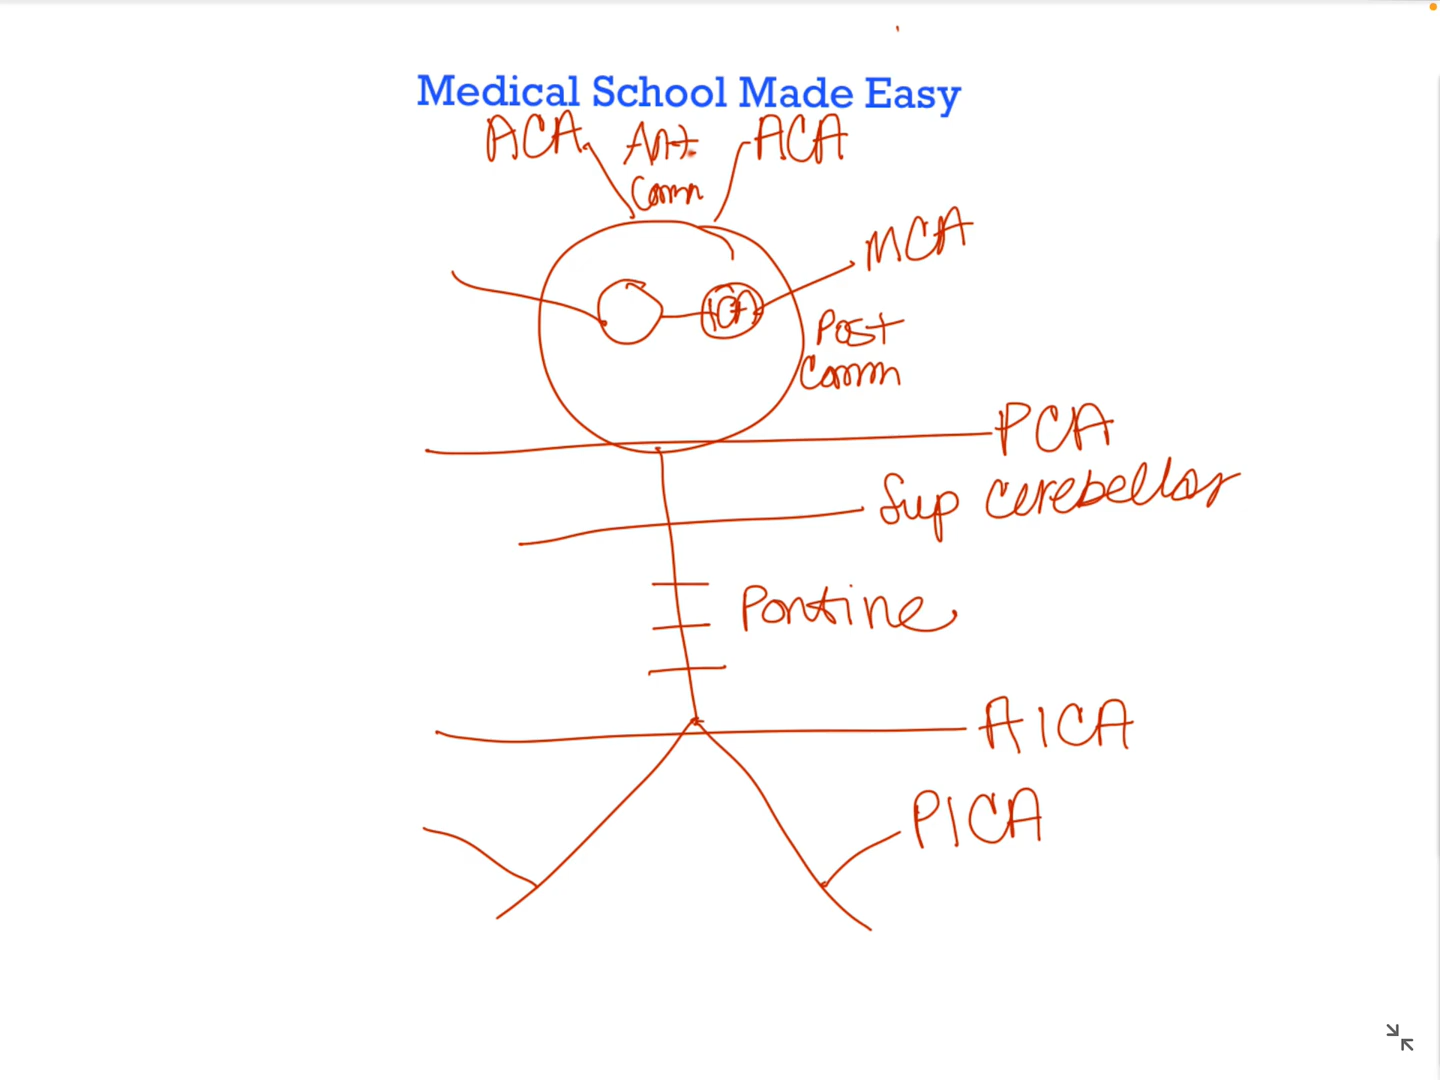 Medical School Made Easy
ACA Ant ACA
Comm
MCA
ICA
Post
Comm
PCA
Sup Cerebellar
Pontine
AICA
PICA